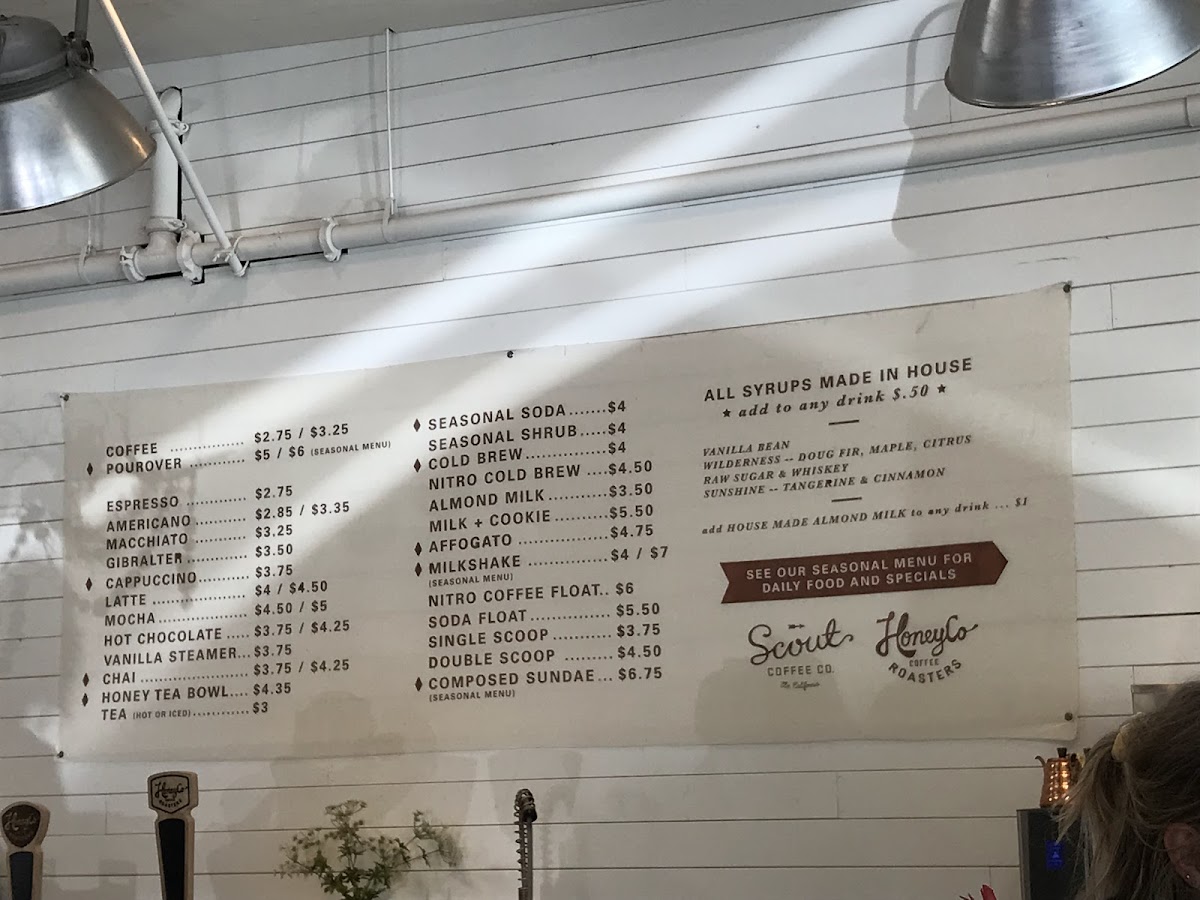 COFFEE ................. $2.75 / $3.25
POUROVER ............ $5 / $6 (SEASONAL MENU)
ESPRESSO ............. $2.75
AMERICANO ........... $2.85 / $3.35
MACCHIATO ........... $3.25
GIBRALTER ............. $3.50
CAPPUCCINO........... $3.75
LATTE .................... $4 / $4.50
MOCHA................... $4.50 / $5
HOT CHOCOLATE ..... $3.75 / $4.25
VANILLA STEAMER...$3.75
CHAI ....................... $3.75 / $4.25
HONEY TEA BOWL.... $4.35
TEA (HOT OR ICED)............$3
SEASONAL SODA.......$4
SEASONAL SHRUB.....$4
COLD BREW..............$4
NITRO COLD BREW ....$4.50
ALMOND MILK...........$3.50
MILK + COOKIE..........$5.50
AFFOGATO ...............$4.75
MILKSHAKE ..............$4 / $7
(SEASONAL MENU)
NITRO COFFEE FLOAT.. $6
SODA FLOAT..............$5.50
SINGLE SCOOP...........$3.75
DOUBLE SCOOP .........$4.50
COMPOSED SUNDAE... $6.75
(SEASONAL MENU)
ALL SYRUPS MADE IN HOUSE
★ add to any drink $.50 ★
VANILLA BEAN
WILDERNESS -- DOUG FIR, MAPLE, CITRUS
RAW SUGAR & WHISKEY
SUNSHINE -- TANGERINE & CINNAMON
add HOUSE MADE ALMOND MILK to any drink ... $1
SEE OUR SEASONAL MENU FOR
DAILY FOOD AND SPECIALS
Scout
COFFEE CO.
HoneyCo
COFFEE
ROASTERS
HoneyCo
ROASTERS
HoneyCo